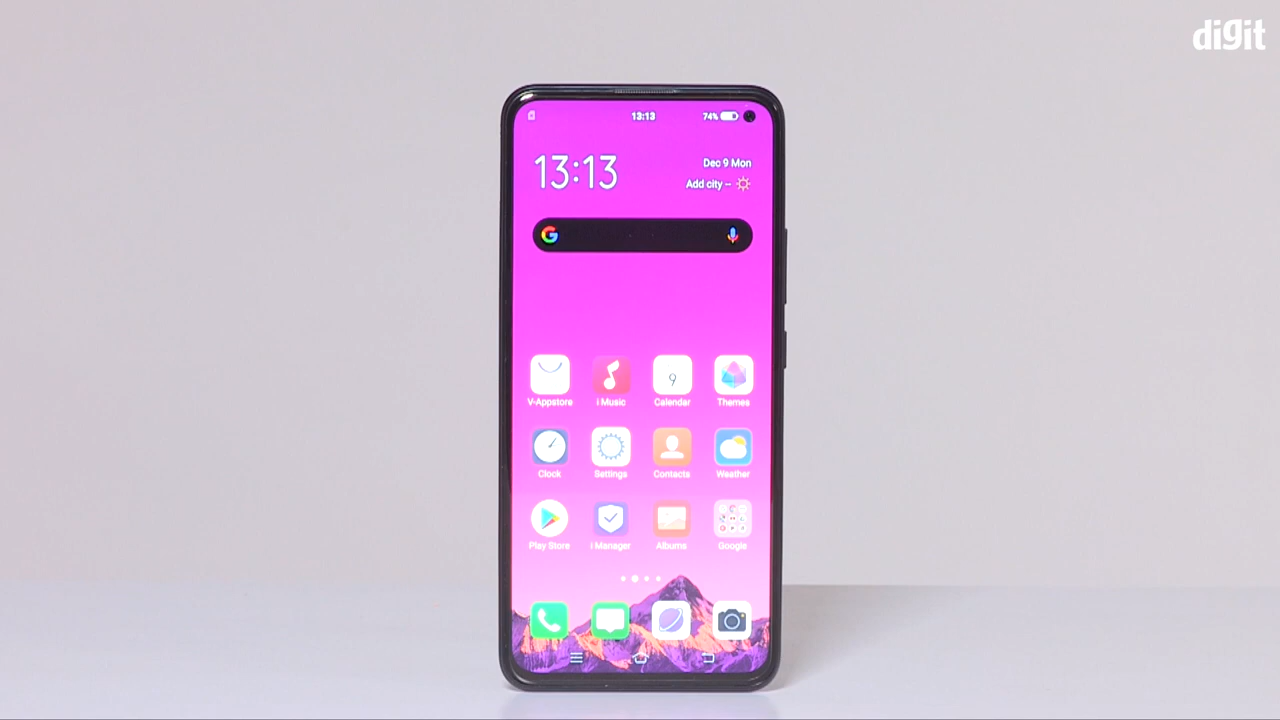 digit
13:13
74%
13:13
Dec 9 Mon
Add city --
V-Appstore
i Music
9
Calendar
Themes
Clock
Settings
Contacts
Weather
Play Store
i Manager
Albums
Google